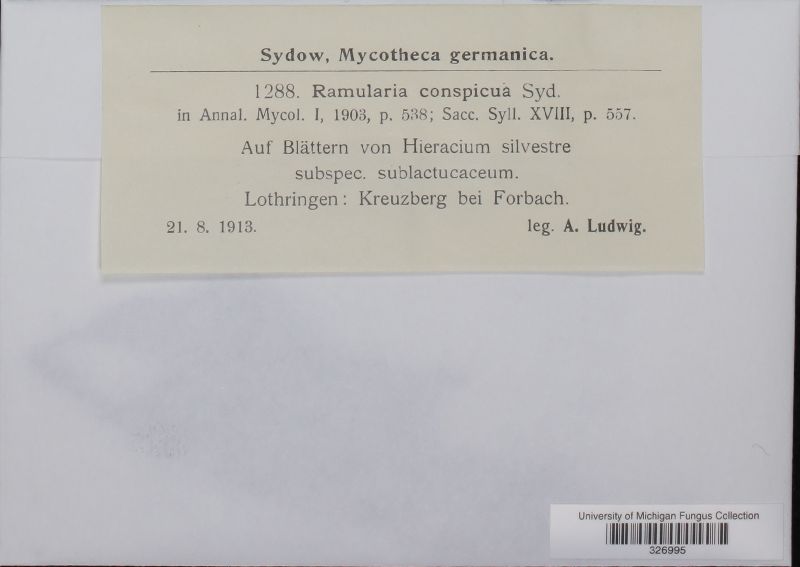 Sydow, Mycotheca germanica.
1288. Ramularia conspicua Syd.
in Annal. Mycol. I, 1903, p. 538; Sacc. Syll. XVIII, p. 557.
Auf Blättern von Hieracium silvestre
subspec. sublactucaceum.
Lothringen: Kreuzberg bei Forbach.
21. 8. 1913. leg. A. Ludwig.
University of Michigan Fungus Collection
326995